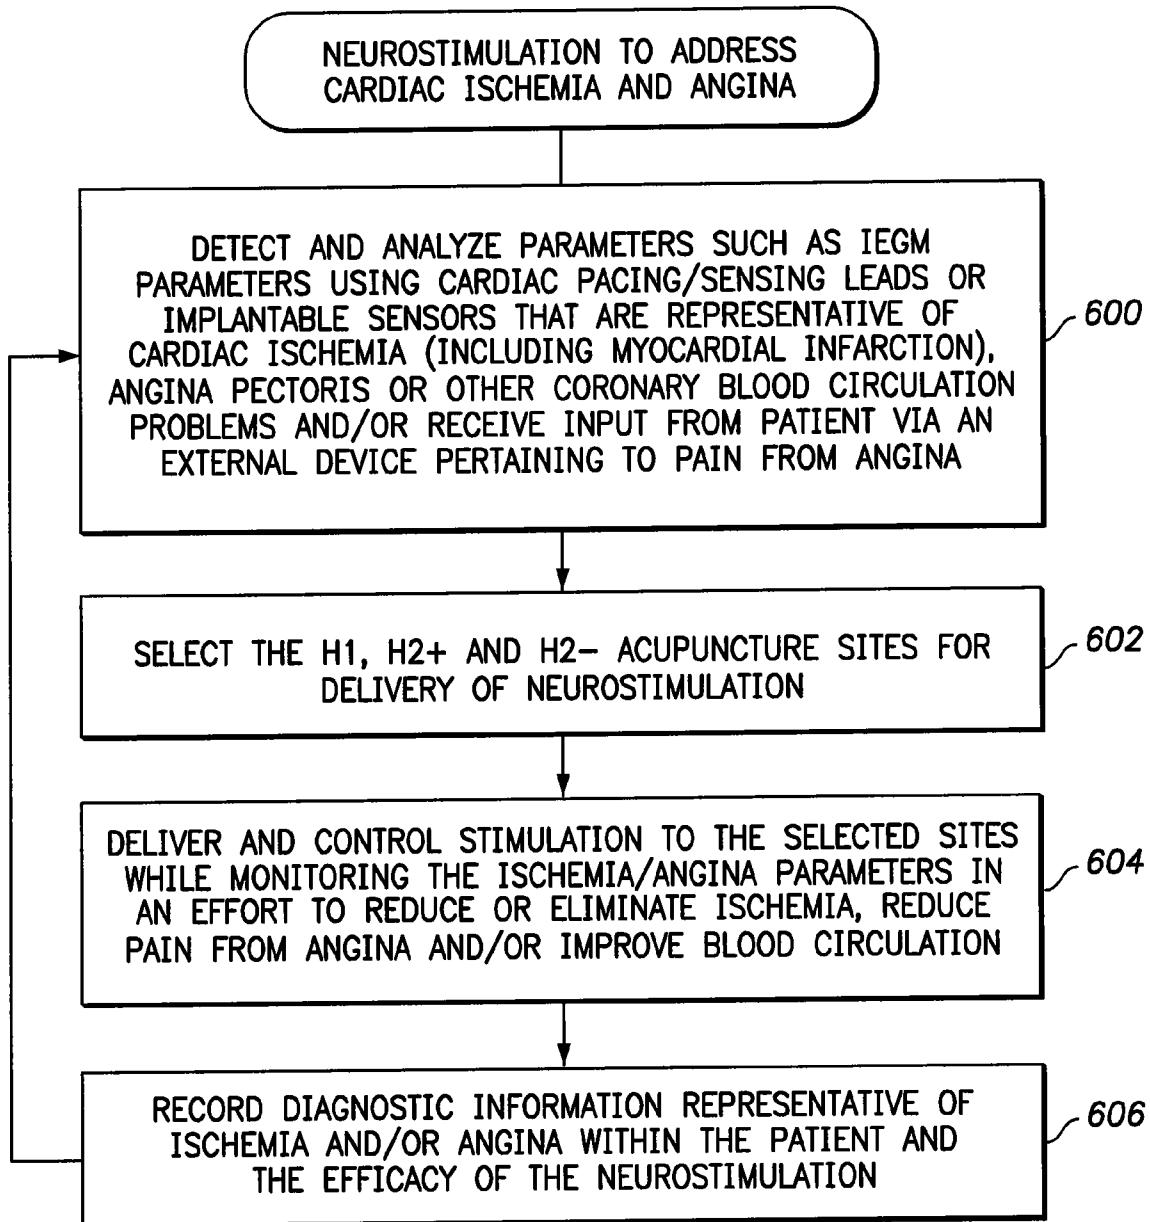 NEUROSTIMULATION TO ADDRESS
CARDIAC ISCHEMIA AND ANGINA
DETECT AND ANALYZE PARAMETERS SUCH AS IEGM
PARAMETERS USING CARDIAC PACING/SENSING LEADS OR
IMPLANTABLE SENSORS THAT ARE REPRESENTATIVE OF
CARDIAC ISCHEMIA (INCLUDING MYOCARDIAL INFARCTION),
ANGINA PECTORIS OR OTHER CORONARY BLOOD CIRCULATION
PROBLEMS AND/OR RECEIVE INPUT FROM PATIENT VIA AN
EXTERNAL DEVICE PERTAINING TO PAIN FROM ANGINA
600
SELECT THE H1, H2+ AND H2- ACUPUNCTURE SITES FOR
DELIVERY OF NEUROSTIMULATION
602
DELIVER AND CONTROL STIMULATION TO THE SELECTED SITES
WHILE MONITORING THE ISCHEMIA/ANGINA PARAMETERS IN
AN EFFORT TO REDUCE OR ELIMINATE ISCHEMIA, REDUCE
PAIN FROM ANGINA AND/OR IMPROVE BLOOD CIRCULATION
604
RECORD DIAGNOSTIC INFORMATION REPRESENTATIVE OF
ISCHEMIA AND/OR ANGINA WITHIN THE PATIENT AND
THE EFFICACY OF THE NEUROSTIMULATION
606